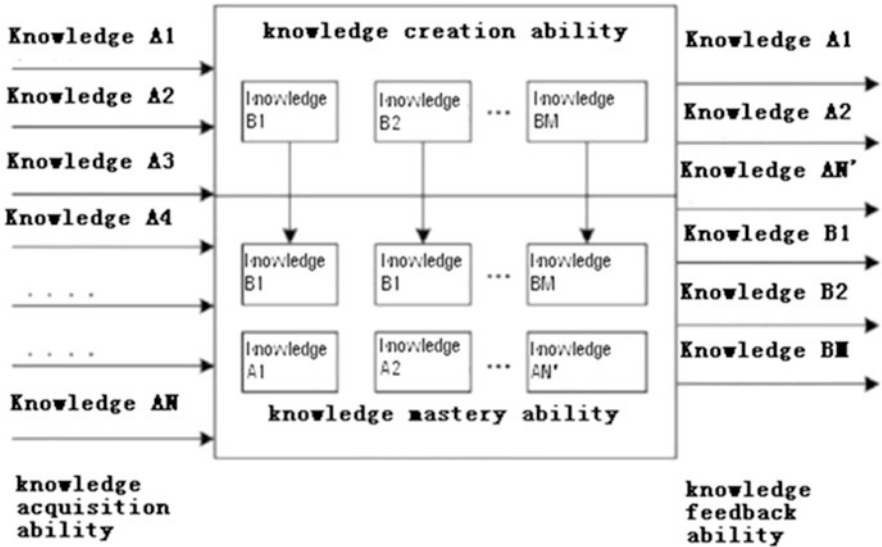 Knowledge A1
Knowledge A2
Knowledge A3
Knowledge A4
. . . .
. . . .
Knowledge AN
knowledge
acquisition
ability
knowledge creation ability
knowledge
B1
knowledge
B2
...
knowledge
BM
knowledge
B1
knowledge
B1
...
knowledge
BM
knowledge
A1
knowledge
A2
...
knowledge
AN'
knowledge mastery ability
Knowledge A1
Knowledge A2
Knowledge AN'
Knowledge B1
Knowledge B2
Knowledge BM
knowledge
feedback
ability